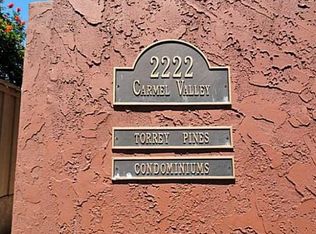 2222
CARMEL VALLEY
TORREY PINES
CONDOMINIUMS